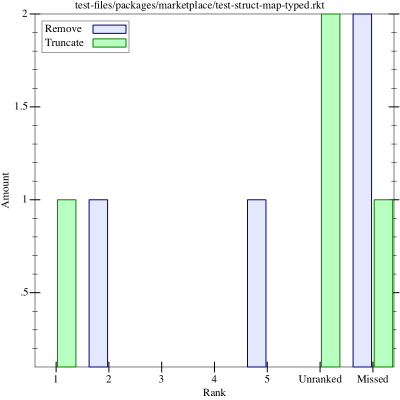 test-files/packages/marketplace/test-struct-map-typed.rkt
Remove
Truncate
2
1.5
1
.5
Amount
1 2 3 4 5 Unranked Missed
Rank